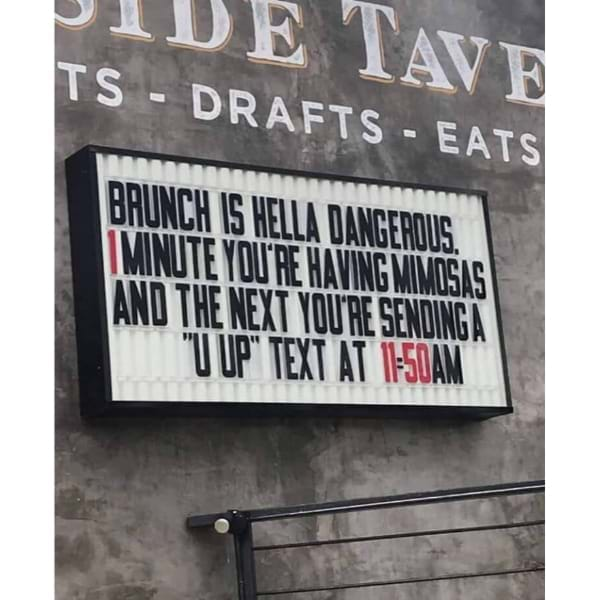 SIDE TAVE
TS - DRAFTS - EATS
BRUNCH IS HELLA DANGEROUS.
1 MINUTE YOU'RE HAVING MIMOSAS
AND THE NEXT YOU'RE SENDING A
"U UP" TEXT AT 11:50AM